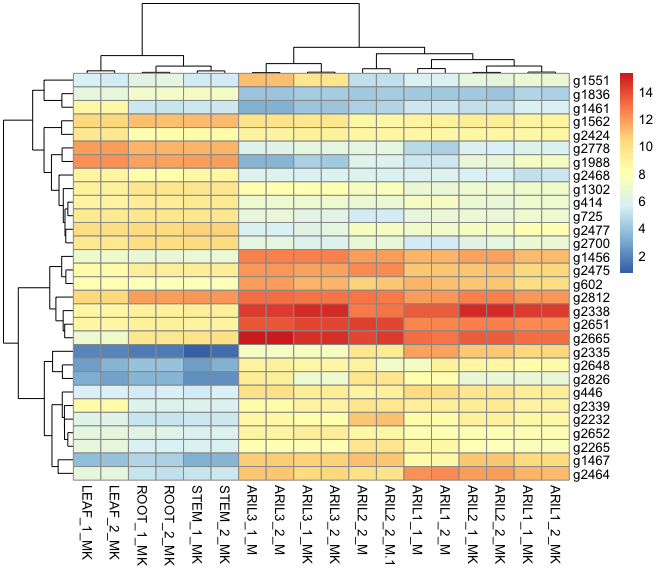 g1551
g1836
g1461
g1562
g2424
g2778
g1988
g2468
g1302
g414
g725
g2477
g2700
g1456
g2475
g602
g2812
g2338
g2651
g2665
g2335
g2648
g2826
g446
g2339
g2232
g2652
g2265
g1467
g2464
14
12
10
8
6
4
2
LEAF_1_MK
LEAF_2_MK
ROOT_1_MK
ROOT_2_MK
STEM_1_MK
STEM_2_MK
ARIL3_1_M
ARIL3_2_M
ARIL3_1_MK
ARIL3_2_MK
ARIL2_2_M
ARIL2_2_M.1
ARIL1_1_M
ARIL1_2_M
ARIL2_1_MK
ARIL2_2_MK
ARIL1_1_MK
ARIL1_2_MK